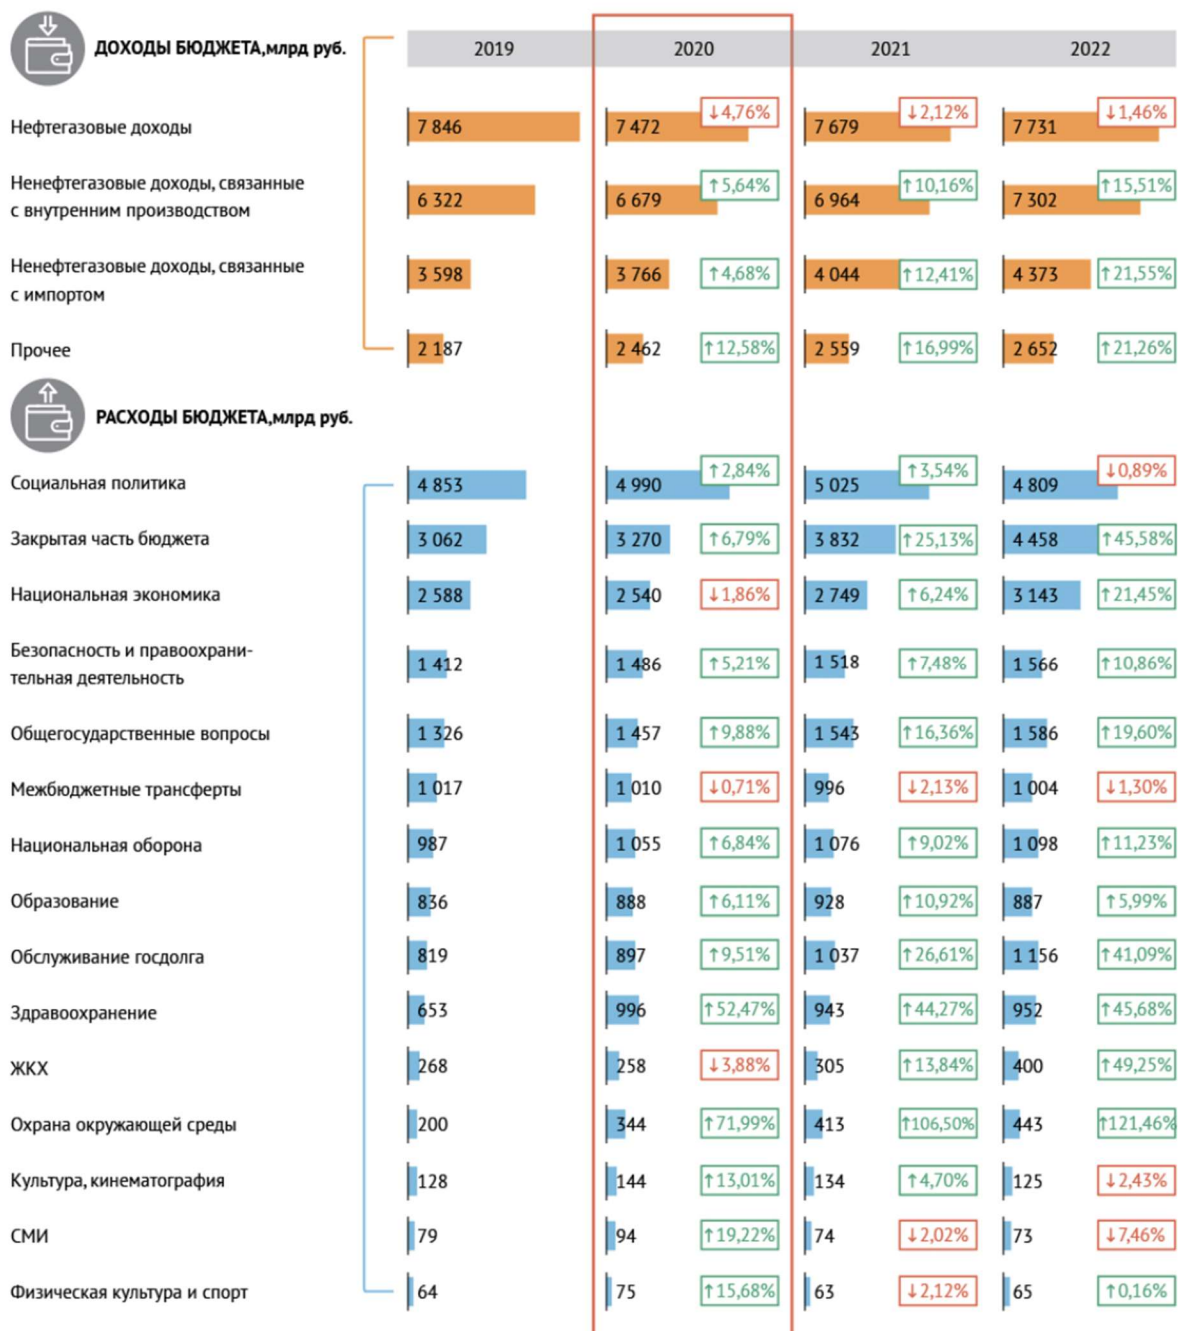 ДОХОДЫ БЮДЖЕТА,млрд руб. 2019 2020 2021 2022
Нефтегазовые доходы 7 846 7 472 ↓4,76% 7 679 ↓2,12% 7 731 ↓1,46%
Ненефтегазовые доходы, связанные
с внутренним производством 6 322 6 679 ↑5,64% 6 964 ↑10,16% 7 302 ↑15,51%
Ненефтегазовые доходы, связанные
с импортом 3 598 3 766 ↑4,68% 4 044 ↑12,41% 4 373 ↑21,55%
Прочее 2 187 2 462 ↑12,58% 2 559 ↑16,99% 2 652 ↑21,26%
РАСХОДЫ БЮДЖЕТА,млрд руб.
Социальная политика 4 853 4 990 ↑2,84% 5 025 ↑3,54% 4 809 ↓0,89%
Закрытая часть бюджета 3 062 3 270 ↑6,79% 3 832 ↑25,13% 4 458 ↑45,58%
Национальная экономика 2 588 2 540 ↓1,86% 2 749 ↑6,24% 3 143 ↑21,45%
Безопасность и правоохрани-
тельная деятельность 1 412 1 486 ↑5,21% 1 518 ↑7,48% 1 566 ↑10,86%
Общегосударственные вопросы 1 326 1 457 ↑9,88% 1 543 ↑16,36% 1 586 ↑19,60%
Межбюджетные трансферты 1 017 1 010 ↓0,71% 996 ↓2,13% 1 004 ↓1,30%
Национальная оборона 987 1 055 ↑6,84% 1 076 ↑9,02% 1 098 ↑11,23%
Образование 836 888 ↑6,11% 928 ↑10,92% 887 ↑5,99%
Обслуживание госдолга 819 897 ↑9,51% 1 037 ↑26,61% 1 156 ↑41,09%
Здравоохранение 653 996 ↑52,47% 943 ↑44,27% 952 ↑45,68%
ЖКХ 268 258 ↓3,88% 305 ↑13,84% 400 ↑49,25%
Охрана окружающей среды 200 344 ↑71,99% 413 ↑106,50% 443 ↑121,46%
Культура, кинематография 128 144 ↑13,01% 134 ↑4,70% 125 ↓2,43%
СМИ 79 94 ↑19,22% 74 ↓2,02% 73 ↓7,46%
Физическая культура и спорт 64 75 ↑15,68% 63 ↓2,12% 65 ↑0,16%